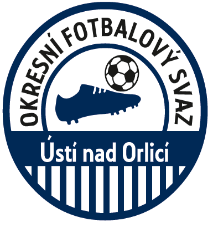 OKRESNÍ FOTBALOVÝ SVAZ
Ústí nad Orlicí